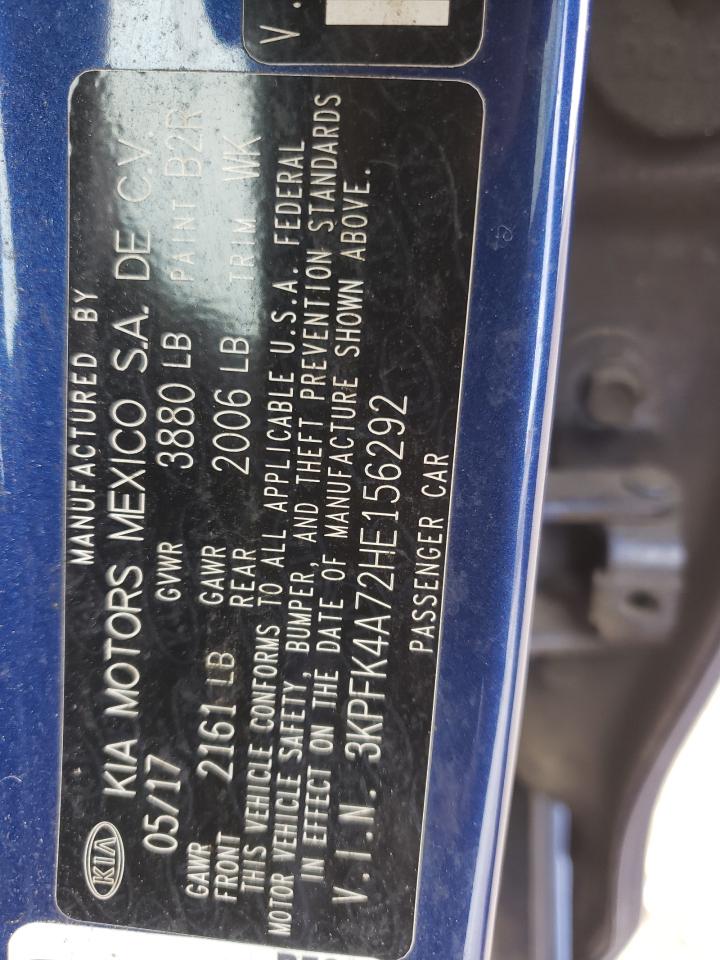 MANUFACTURED BY
KIA KIA MOTORS MEXICO S.A. DE C.V.
05/17 GVWR 3880 LB PAINT B2R
GAWR FRONT 2161 LB GAWR REAR 2006 LB TRIM WK
THIS VEHICLE CONFORMS TO ALL APPLICABLE U.S.A. FEDERAL
MOTOR VEHICLE SAFETY, BUMPER, AND THEFT PREVENTION STANDARDS
IN EFFECT ON THE DATE OF MANUFACTURE SHOWN ABOVE.
V.I.N. 3KPFK4A72HE156292
PASSENGER CAR